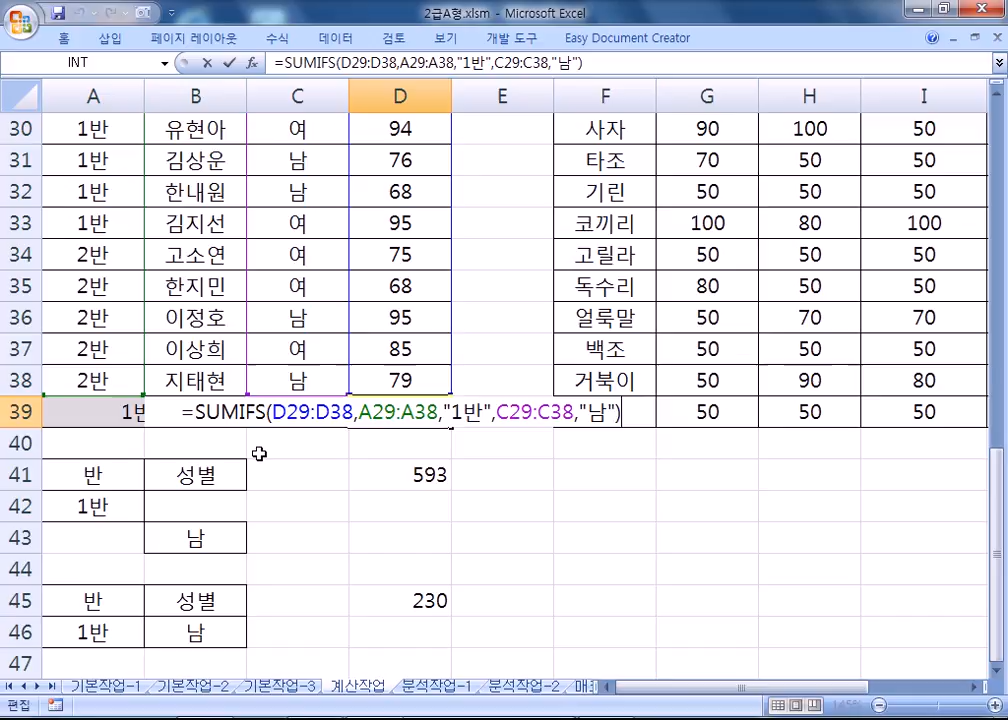 2급A형.xlsm - Microsoft Excel
홈 삽입 페이지 레이아웃 수식 데이터 검토 보기 개발 도구 Easy Document Creator
INT =SUMIFS(D29:D38,A29:A38,"1반",C29:C38,"남")
A B C D E F G H I
30 1반 유현아 여 94 사자 90 100 50
31 1반 김상운 남 76 타조 70 50 50
32 1반 한내원 남 68 기린 50 50 50
33 1반 김지선 여 95 코끼리 100 80 100
34 2반 고소연 여 75 고릴라 50 50 50
35 2반 한지민 여 68 독수리 80 50 50
36 2반 이정호 남 95 얼룩말 50 70 70
37 2반 이상희 여 85 백조 50 50 50
38 2반 지태현 남 79 거북이 50 90 80
39 1반 =SUMIFS(D29:D38,A29:A38,"1반",C29:C38,"남") 50 50 50
40
41 반 성별 593
42 1반
43 남
44
45 반 성별 230
46 1반 남
47
기본작업-1 기본작업-2 기본작업-3 계산작업 분석작업-1 분석작업-2 매
편집 145%